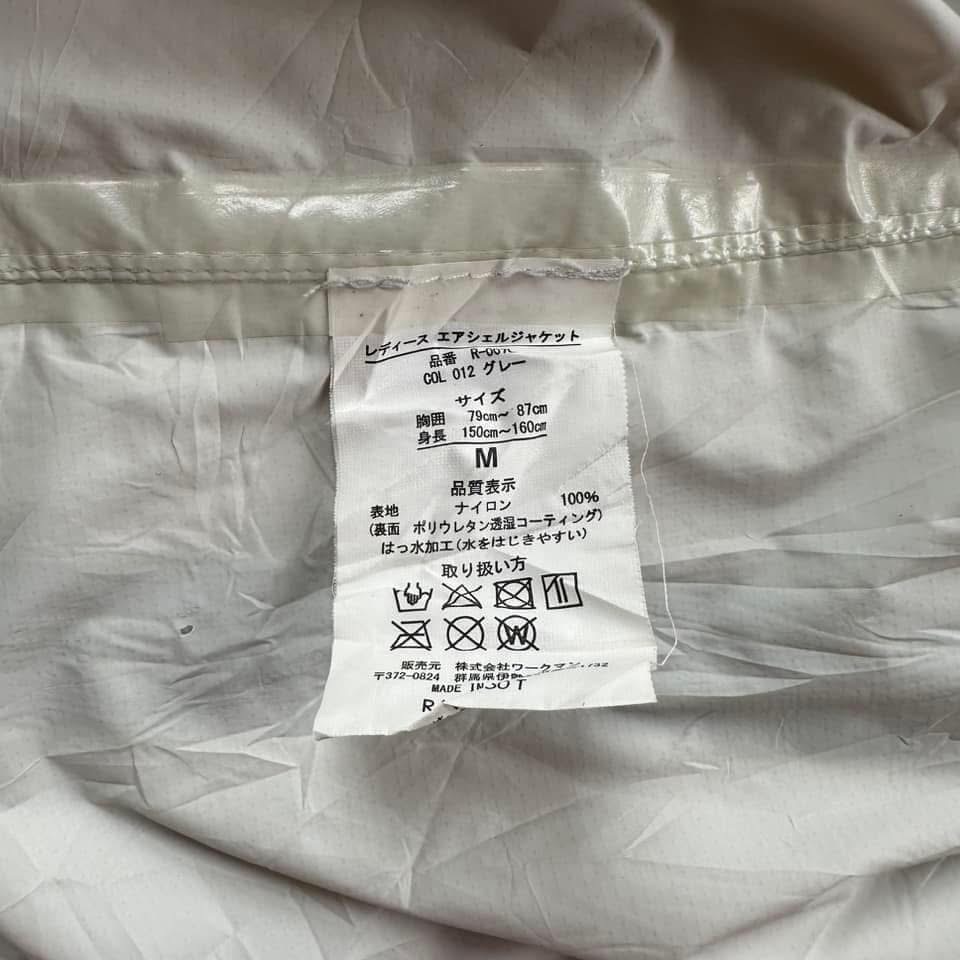 レディース エアシェルジャケット
品番
COL 012 グレー
サイズ
胸囲 79cm~ 87cm
身長 150cm~160cm
M
品質表示
表地 ナイロン 100%
(裏面 ポリウレタン透湿コーティング)
はっ水加工(水をはじきやすい)
取り扱い方
W
販売元 株式会社ワークマン
〒372-0824 群馬県伊
MADE IN